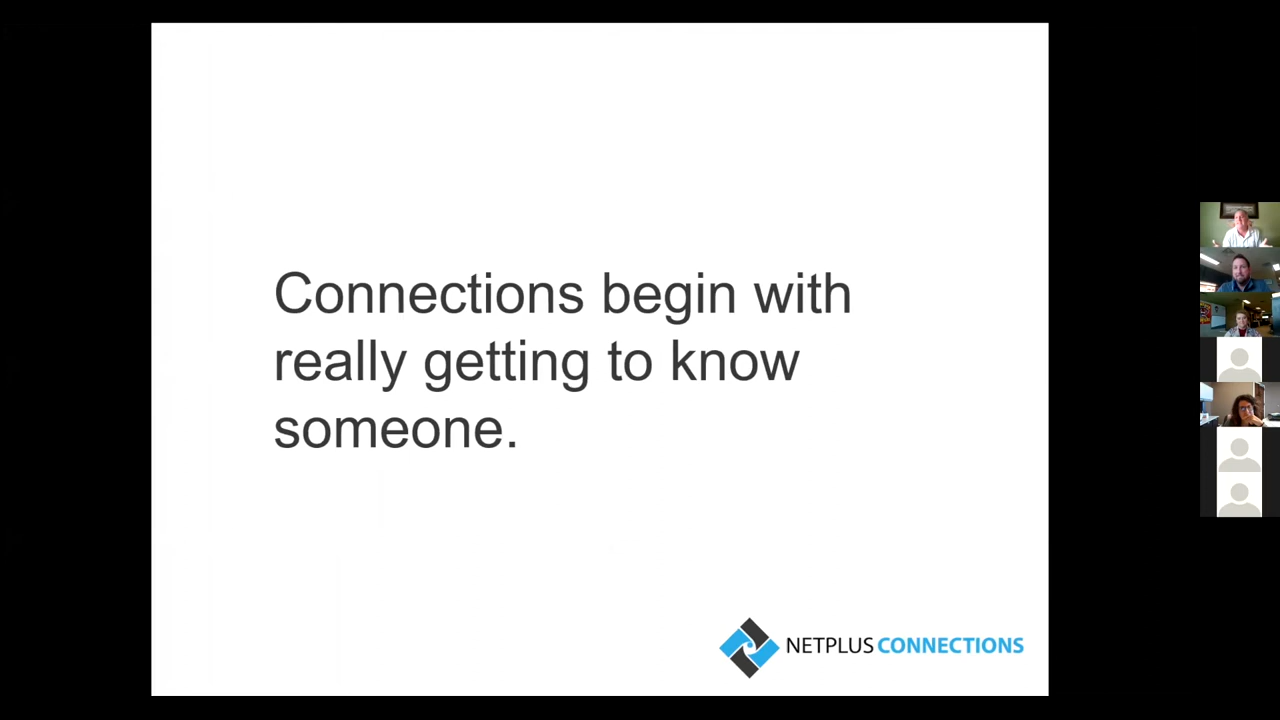 Connections begin with
really getting to know
someone.
NETPLUS CONNECTIONS